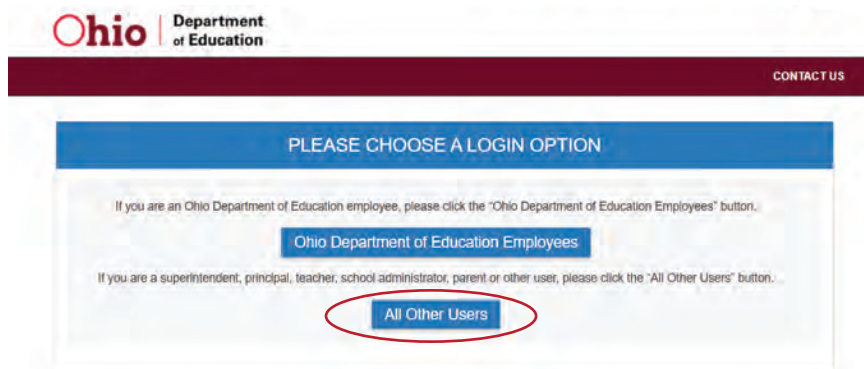 Ohio Department
of Education
CONTACT US
PLEASE CHOOSE A LOGIN OPTION
If you are an Ohio Department of Education employee, please click the "Ohio Department of Education Employees" button.
Ohio Department of Education Employees
If you are a superintendent, principal, teacher, school administrator, parent or other user, please click the "All Other Users" button.
All Other Users